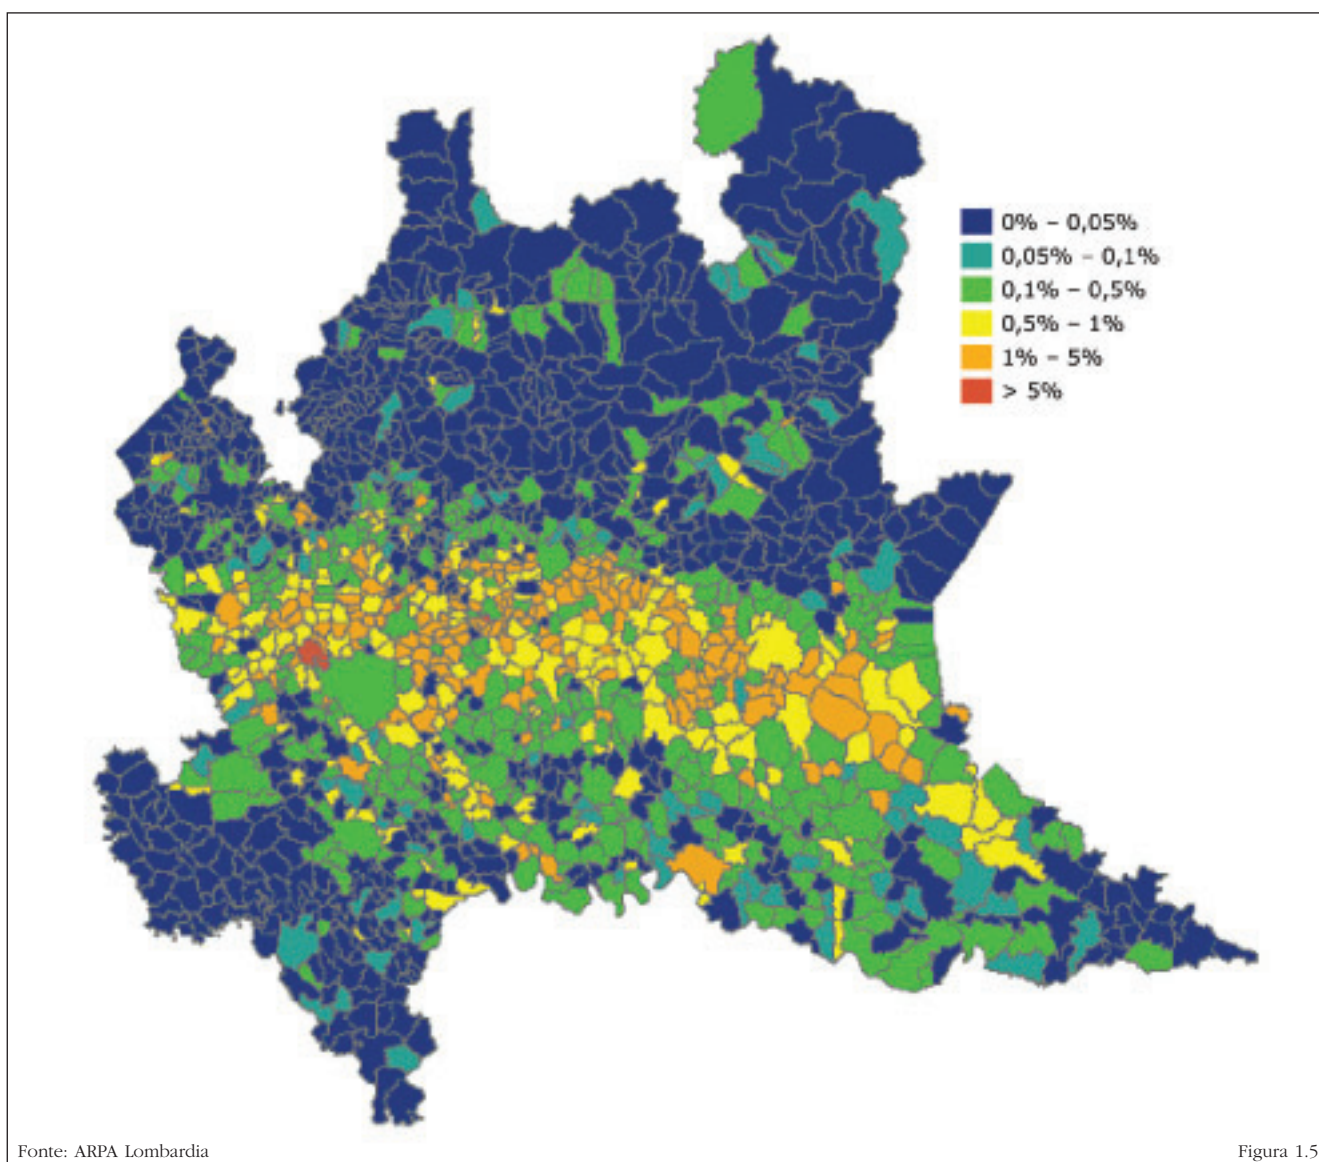 0% – 0,05%
0,05% – 0,1%
0,1% – 0,5%
0,5% – 1%
1% – 5%
> 5%
Fonte: ARPA Lombardia
Figura 1.5